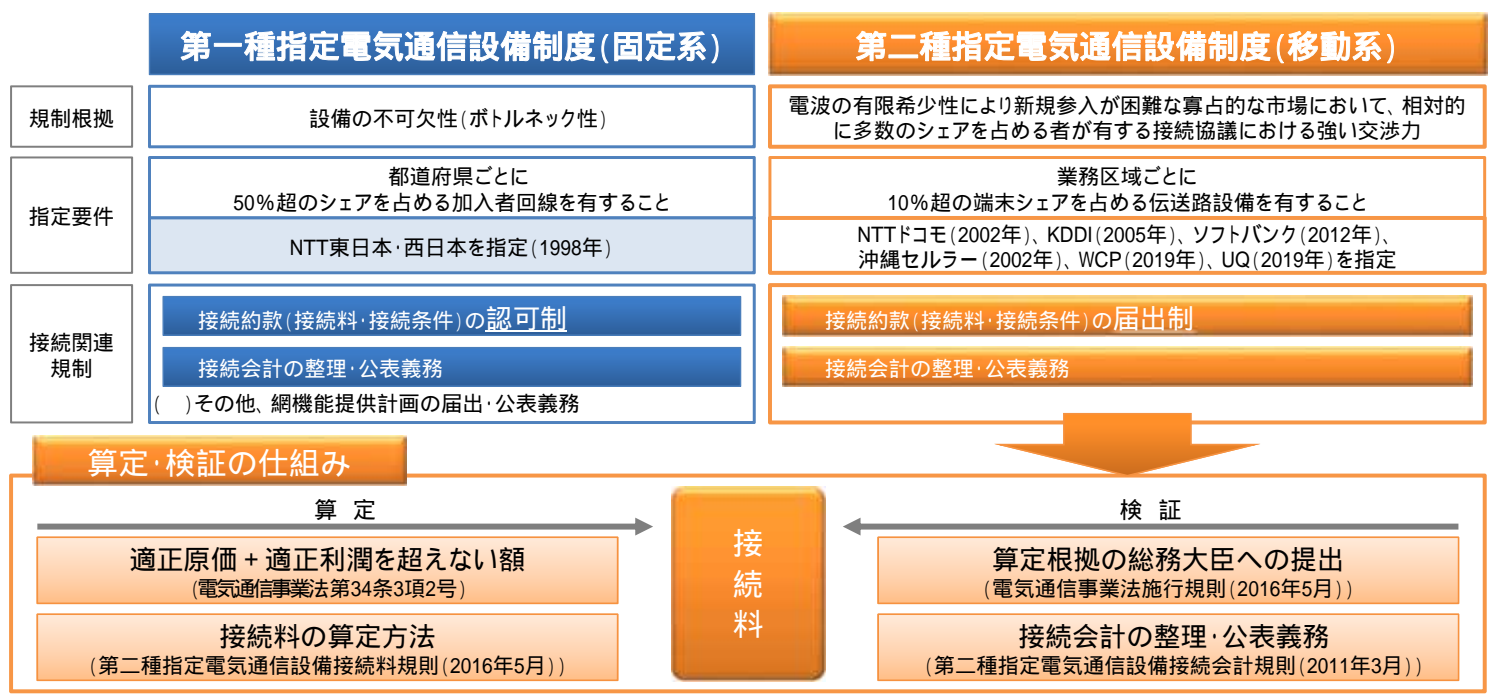 第一種指定電気通信設備制度(固定系)
第二種指定電気通信設備制度(移動系)
規制根拠
設備の不可欠性(ボトルネック性)
電波の有限希少性により新規参入が困難な寡占的な市場において、相対的
に多数のシェアを占める者が有する接続協議における強い交渉力
指定要件
都道府県ごとに
50%超のシェアを占める加入者回線を有すること
業務区域ごとに
10%超の端末シェアを占める伝送路設備を有すること
NTT東日本・西日本を指定(1998年)
NTTドコモ(2002年)、KDDI(2005年)、ソフトバンク(2012年)、
沖縄セルラー(2002年)、WCP(2019年)、UQ(2019年)を指定
接続関連
規制
接続約款(接続料・接続条件)の認可制
接続会計の整理・公表義務
( )その他、網機能提供計画の届出・公表義務
接続約款(接続料・接続条件)の届出制
接続会計の整理・公表義務
算定・検証の仕組み
算 定
適正原価+適正利潤を超えない額
(電気通信事業法第34条3項2号)
接続料の算定方法
(第二種指定電気通信設備接続料規則(2016年5月))
接
続
料
検 証
算定根拠の総務大臣への提出
(電気通信事業法施行規則(2016年5月))
接続会計の整理・公表義務
(第二種指定電気通信設備接続会計規則(2011年3月))